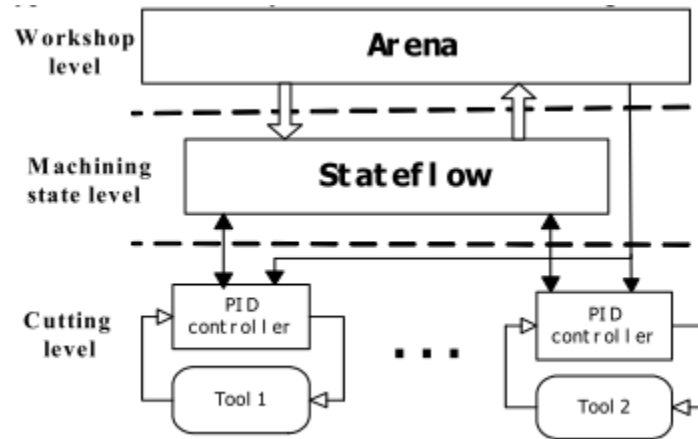 Workshop
level
Arena
Machining
state level
Stateflow
Cutting
level
PID
controller
Tool 1
...
PID
controller
Tool 2